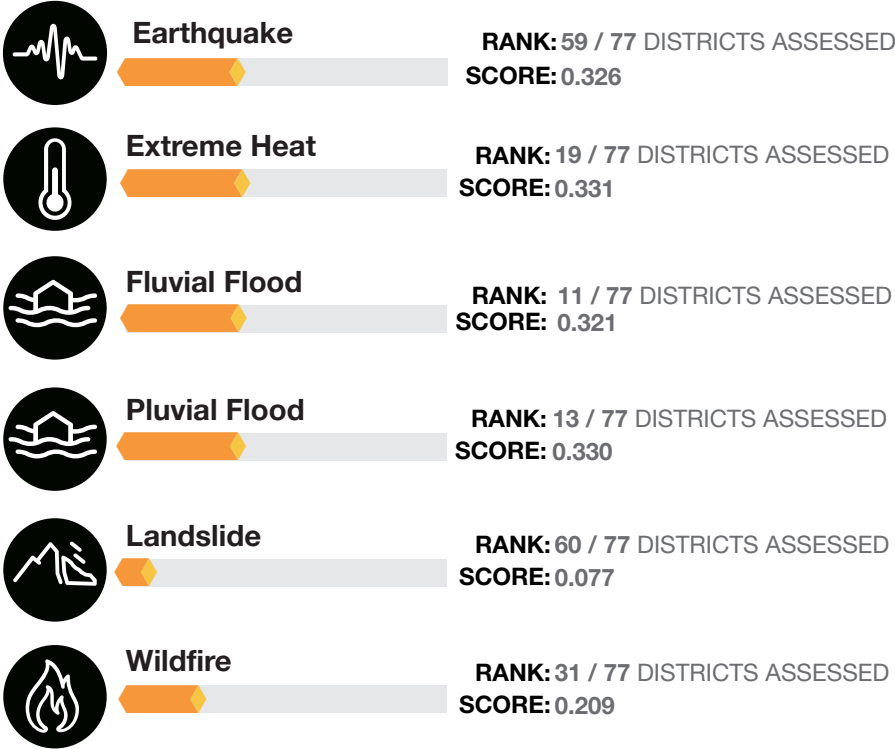 Earthquake
RANK: 59 / 77 DISTRICTS ASSESSED
SCORE: 0.326
Extreme Heat
RANK: 19 / 77 DISTRICTS ASSESSED
SCORE: 0.331
Fluvial Flood
RANK: 11 / 77 DISTRICTS ASSESSED
SCORE: 0.321
Pluvial Flood
RANK: 13 / 77 DISTRICTS ASSESSED
SCORE: 0.330
Landslide
RANK: 60 / 77 DISTRICTS ASSESSED
SCORE: 0.077
Wildfire
RANK: 31 / 77 DISTRICTS ASSESSED
SCORE: 0.209